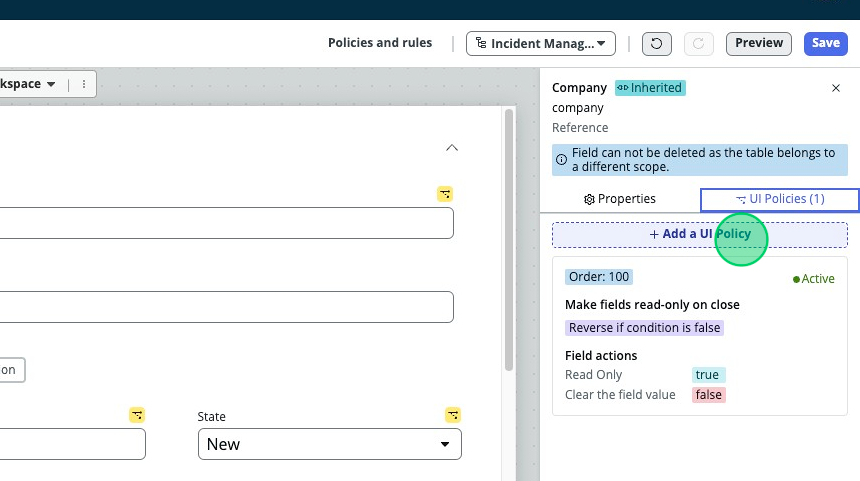 Policies and rules
Incident Manag...
Preview
Save
kspace
Company
Inherited
company
Reference
Field can not be deleted as the table belongs to
a different scope.
Properties
UI Policies (1)
+ Add a UI Policy
Order: 100
Active
Make fields read-only on close
Reverse if condition is false
Field actions
Read Only
true
Clear the field value
false
on
State
New